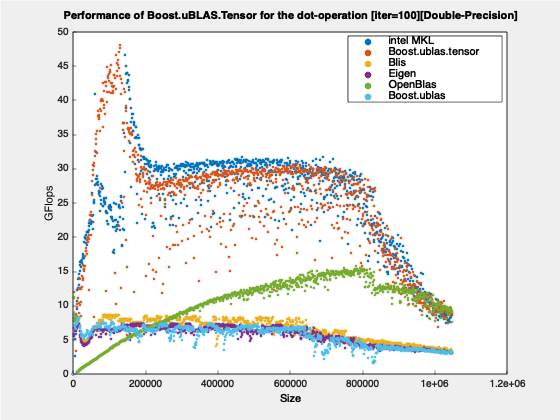 Performance of Boost.uBLAS.Tensor for the dot-operation [iter=100][Double-Precision]
50
45
40
35
30
25
20
15
10
5
0
GFlops
intel MKL
Boost.ublas.tensor
Blis
Eigen
OpenBlas
Boost.ublas
0 200000 400000 600000 800000 1e+06 1.2e+06
Size